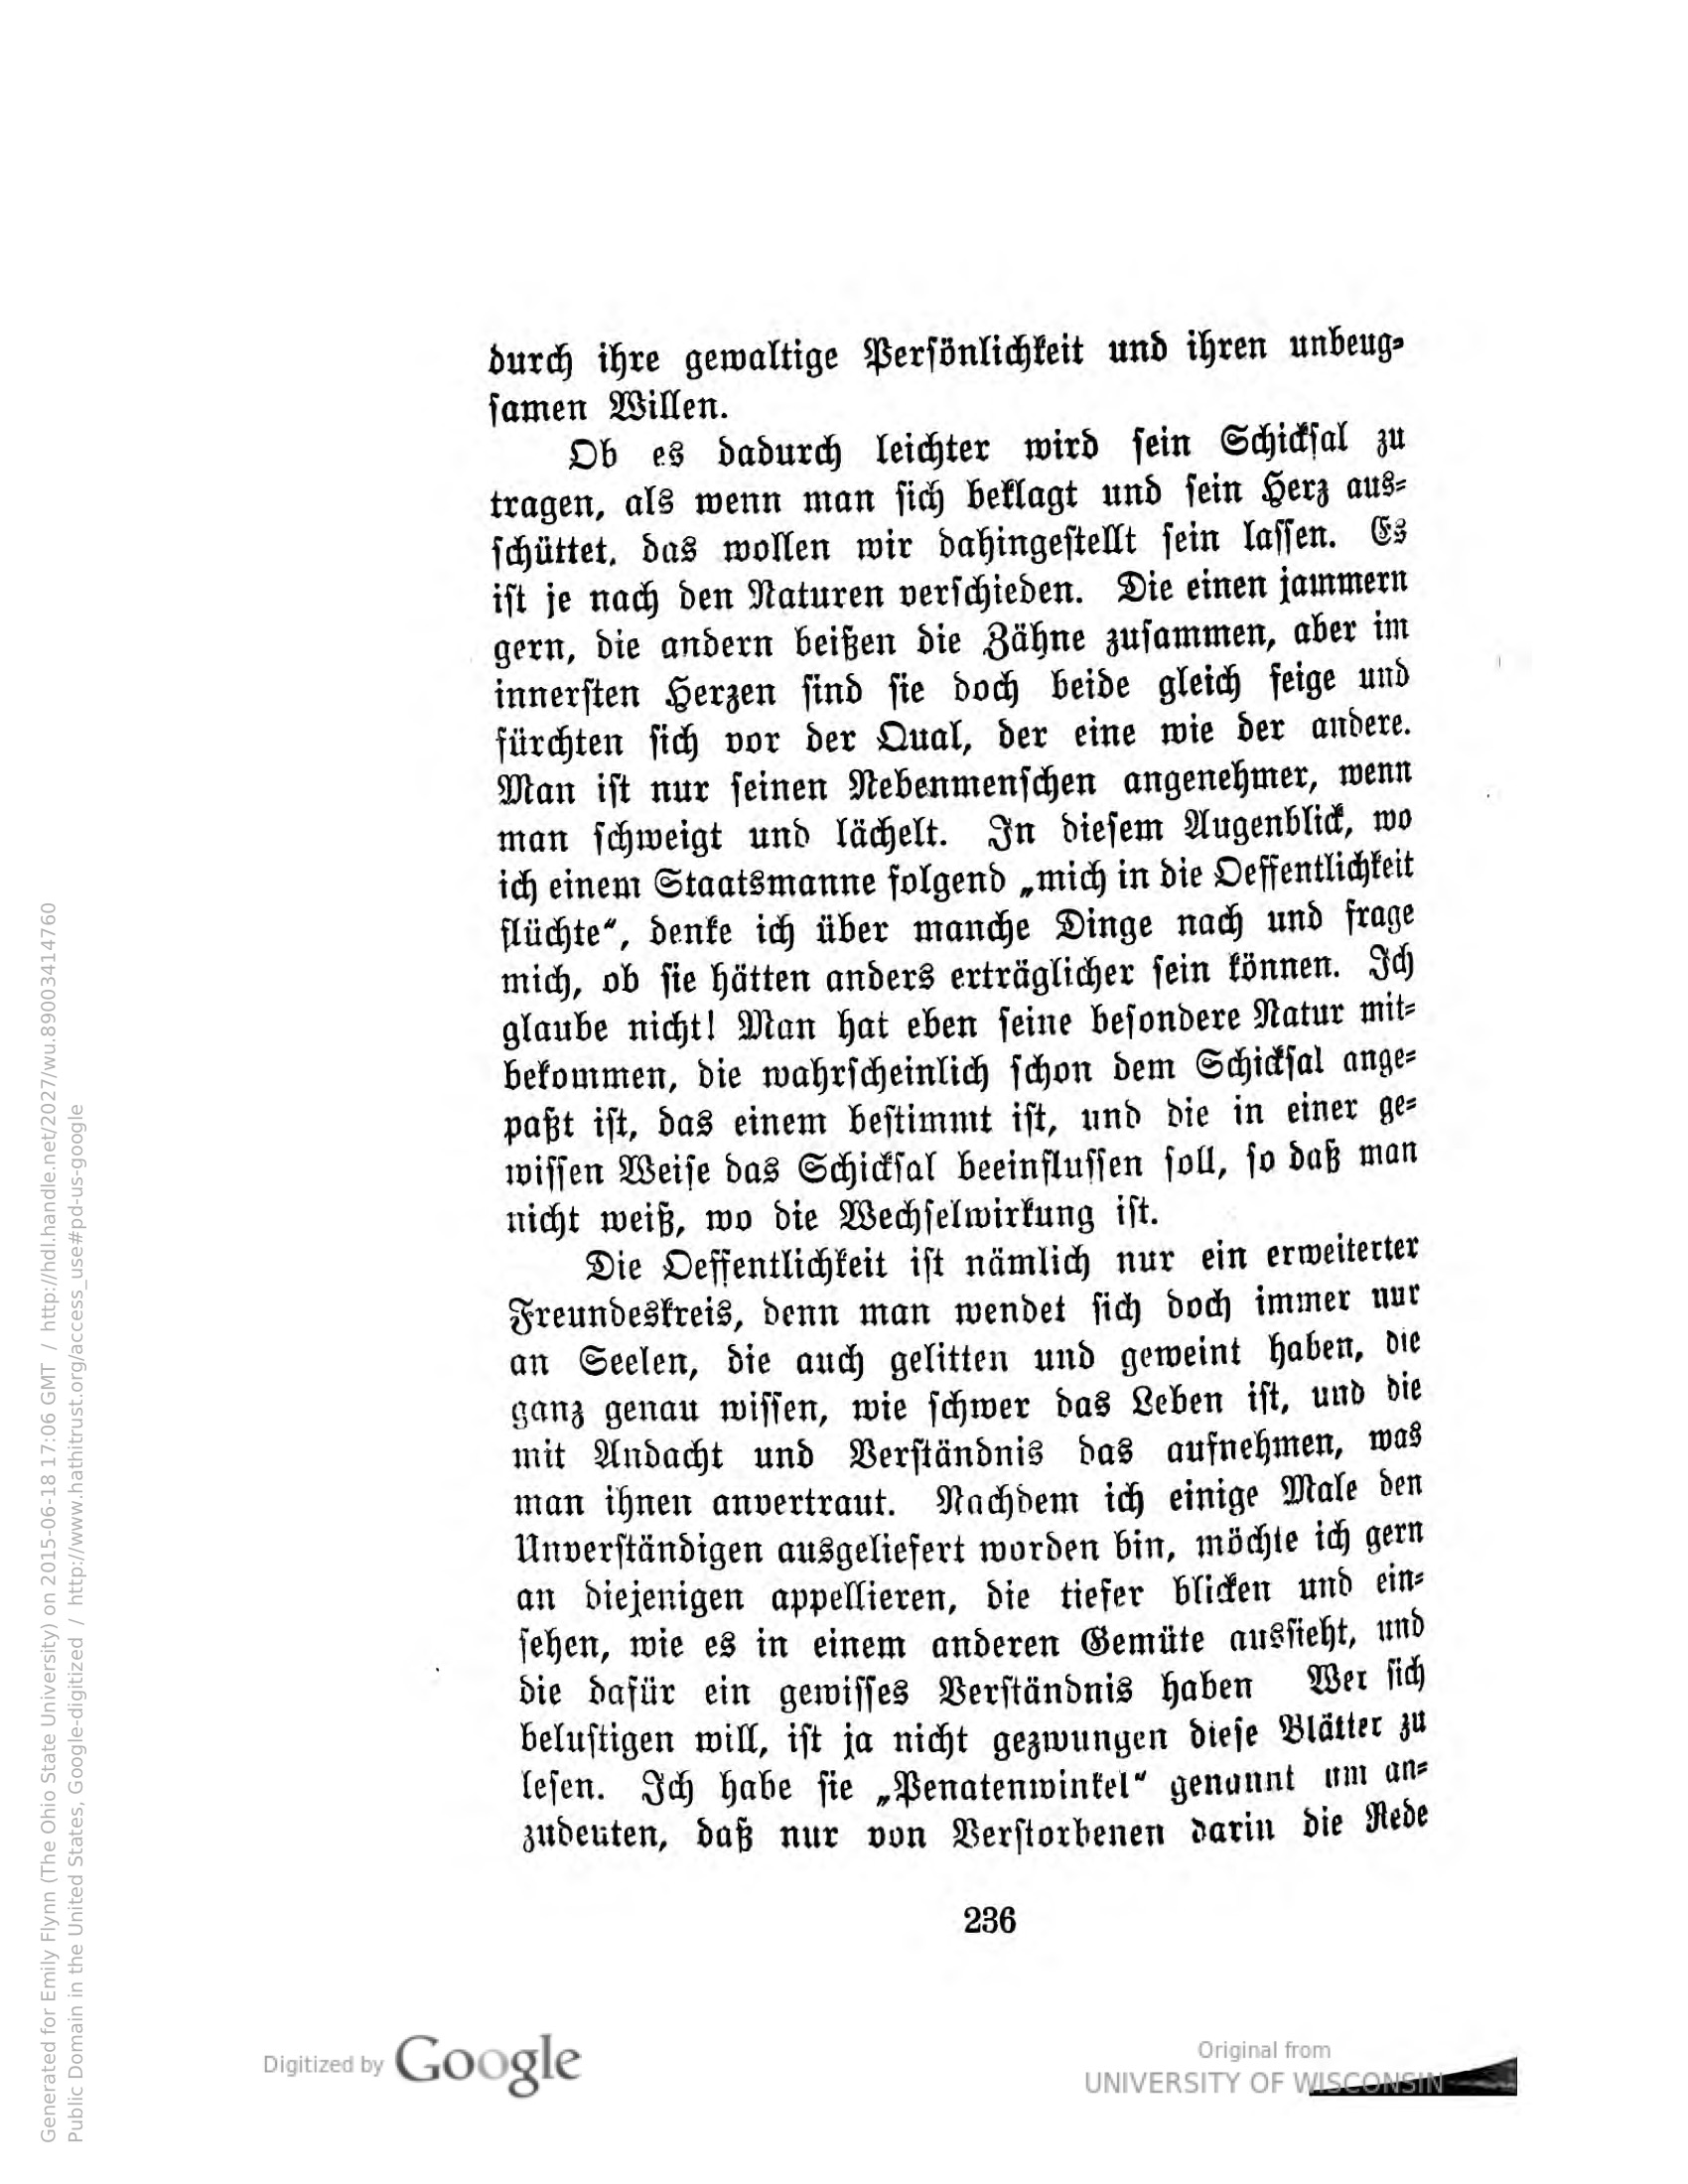 durch ihre gewaltige Persönlichkeit und ihren unbeug-
samen Willen.
Ob es dadurch leichter wird sein Schicksal zu
tragen, als wenn man sich beklagt und sein Herz aus-
schüttet, das wollen wir dahingestellt sein lassen. Es
ist je nach den Naturen verschieden. Die einen jammern
gern, die andern beißen die Zähne zusammen, aber im
innersten Herzen sind sie doch beide gleich feige und
fürchten sich vor der Qual, der eine wie der andere.
Man ist nur seinen Nebenmenschen angenehmer, wenn
man schweigt und lächelt. In diesem Augenblick, wo
ich einem Staatsmanne folgend „mich in die Oeffentlichkeit
flüchte“, denke ich über manche Dinge nach und frage
mich, ob sie hätten anders erträglicher sein können. Ich
glaube nicht! Man hat eben seine besondere Natur mit-
bekommen, die wahrscheinlich schon dem Schicksal ange-
paßt ist, das einem bestimmt ist, und die in einer ge-
wissen Weise das Schicksal beeinflussen soll, so daß man
nicht weiß, wo die Wechselwirkung ist.
Die Oeffentlichkeit ist nämlich nur ein erweiterter
Freundeskreis, denn man wendet sich doch immer nur
an Seelen, die auch gelitten und geweint haben, die
ganz genau wissen, wie schwer das Leben ist, und die
mit Andacht und Verständnis das aufnehmen, was
man ihnen anvertraut. Nachdem ich einige Male den
Unverständigen ausgeliefert worden bin, möchte ich gern
an diejenigen appellieren, die tiefer blicken und ein-
sehen, wie es in einem anderen Gemüte aussieht, und
die dafür ein gewisses Verständnis haben Wer sich
belustigen will, ist ja nicht gezwungen diese Blätter zu
lesen. Ich habe sie „Penatenwinkel“ genannt um an-
zudeuten, daß nur von Verstorbenen darin die Rede
236
Digitized by Google
Original from
UNIVERSITY OF WISCONSIN
Generated for Emily Flynn (The Ohio State University) on 2015-06-18 17:06 GMT / http://hdl.handle.net/2027/wu.89003414760
Public Domain in the United States, Google-digitized / http://www.hathitrust.org/access_use#pd-us-google